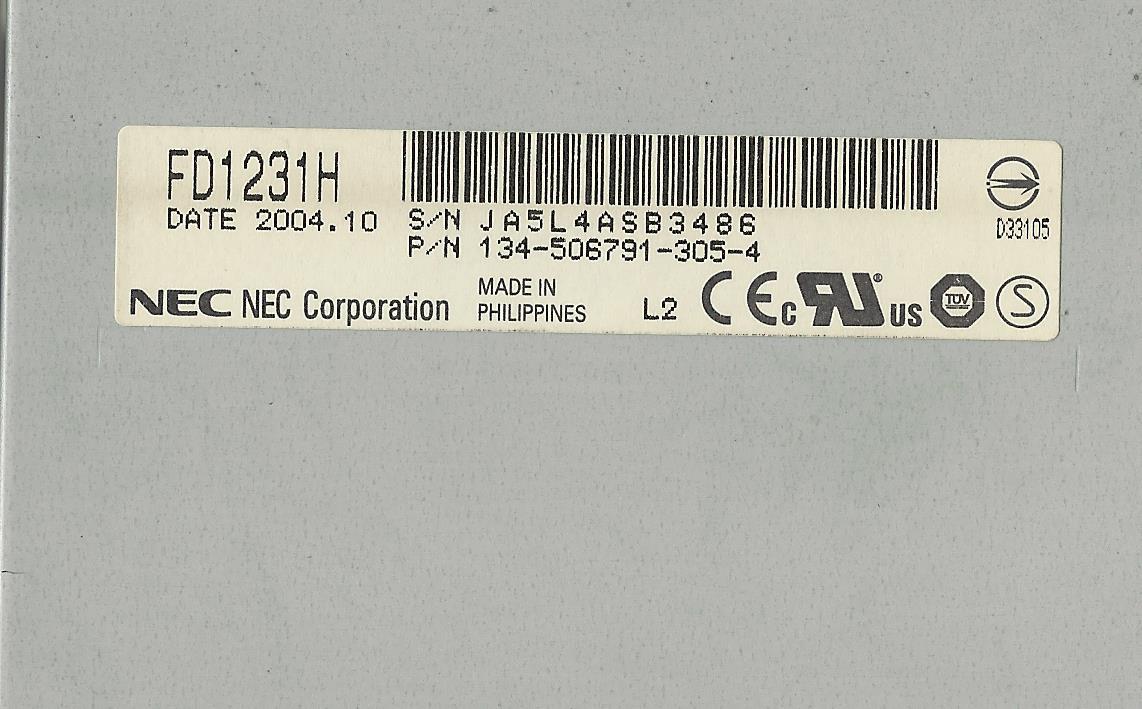 FD1231H
DATE 2004.10
S/N JA5L4ASB3486
P/N 134-506791-305-4
D33105
NEC NEC Corporation
MADE IN
PHILIPPINES
L2
CE
c RU® US
TÜV
S